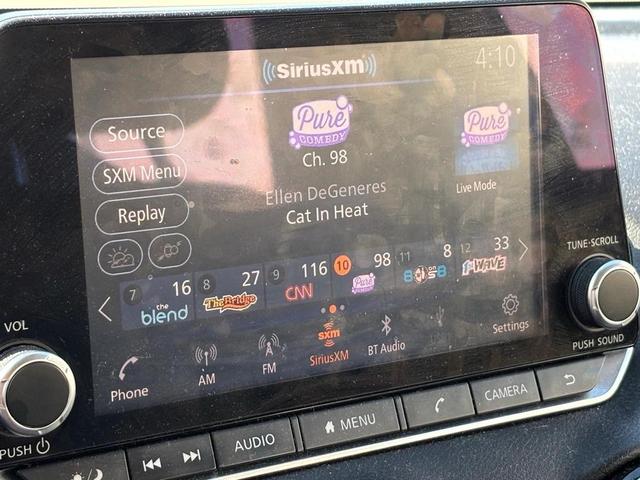 SiriusXM
4:10
Source
Pure
COMEDY
Pure
SXM Menu
Ch. 98
Live Mode
Replay
Ellen DeGeneres
Cat In Heat
7 16
the blend
8 27
The Bridge
9 116
CNN
10 98
Pure
11 8
80s on 8
12 33
1st WAVE
TUNE·SCROLL
PUSH SOUND
VOL
PUSH
Phone
AM
FM
sxm
SiriusXM
BT Audio
Settings
AUDIO
MENU
CAMERA